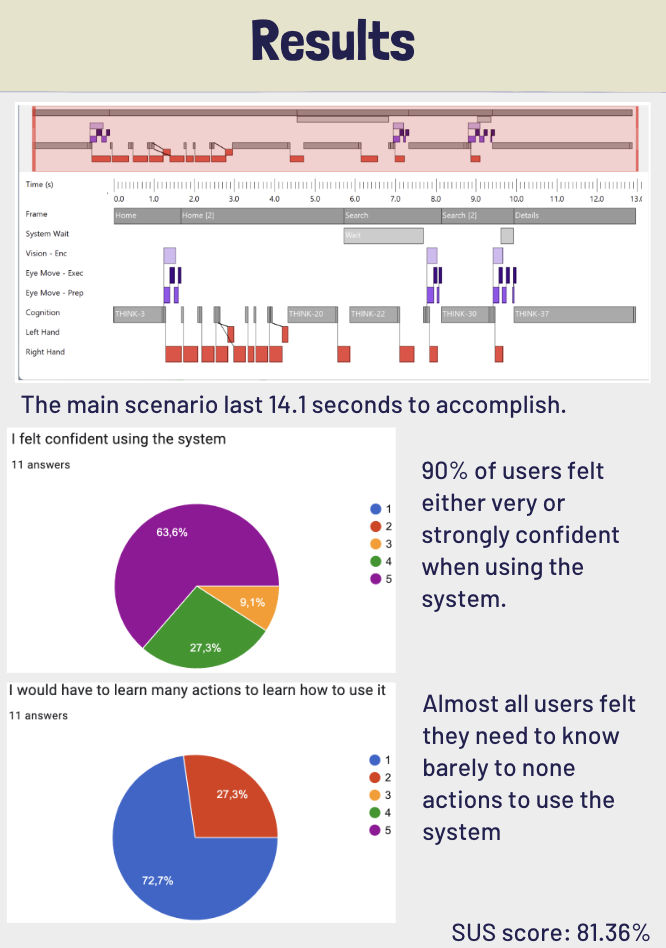 Results
Time (s)
0.0 1.0 2.0 3.0 4.0 5.0 6.0 7.0 8.0 9.0 10.0 11.0 12.0
Frame Home Home [2] Search Search [2] Details
System Wait Wait
Vision - Enc
Eye Move - Exec
Eye Move - Prep
Cognition THINK-3 THINK-20 THINK-22 THINK-30 THINK-37
Left Hand
Right Hand
The main scenario last 14.1 seconds to accomplish.
I felt confident using the system
11 answers
63,6%
9,1%
27,3%
1
2
3
4
5
90% of users felt
either very or
strongly confident
when using the
system.
I would have to learn many actions to learn how to use it
11 answers
27,3%
72,7%
1
2
3
4
5
Almost all users felt
they need to know
barely to none
actions to use the
system
SUS score: 81.36%